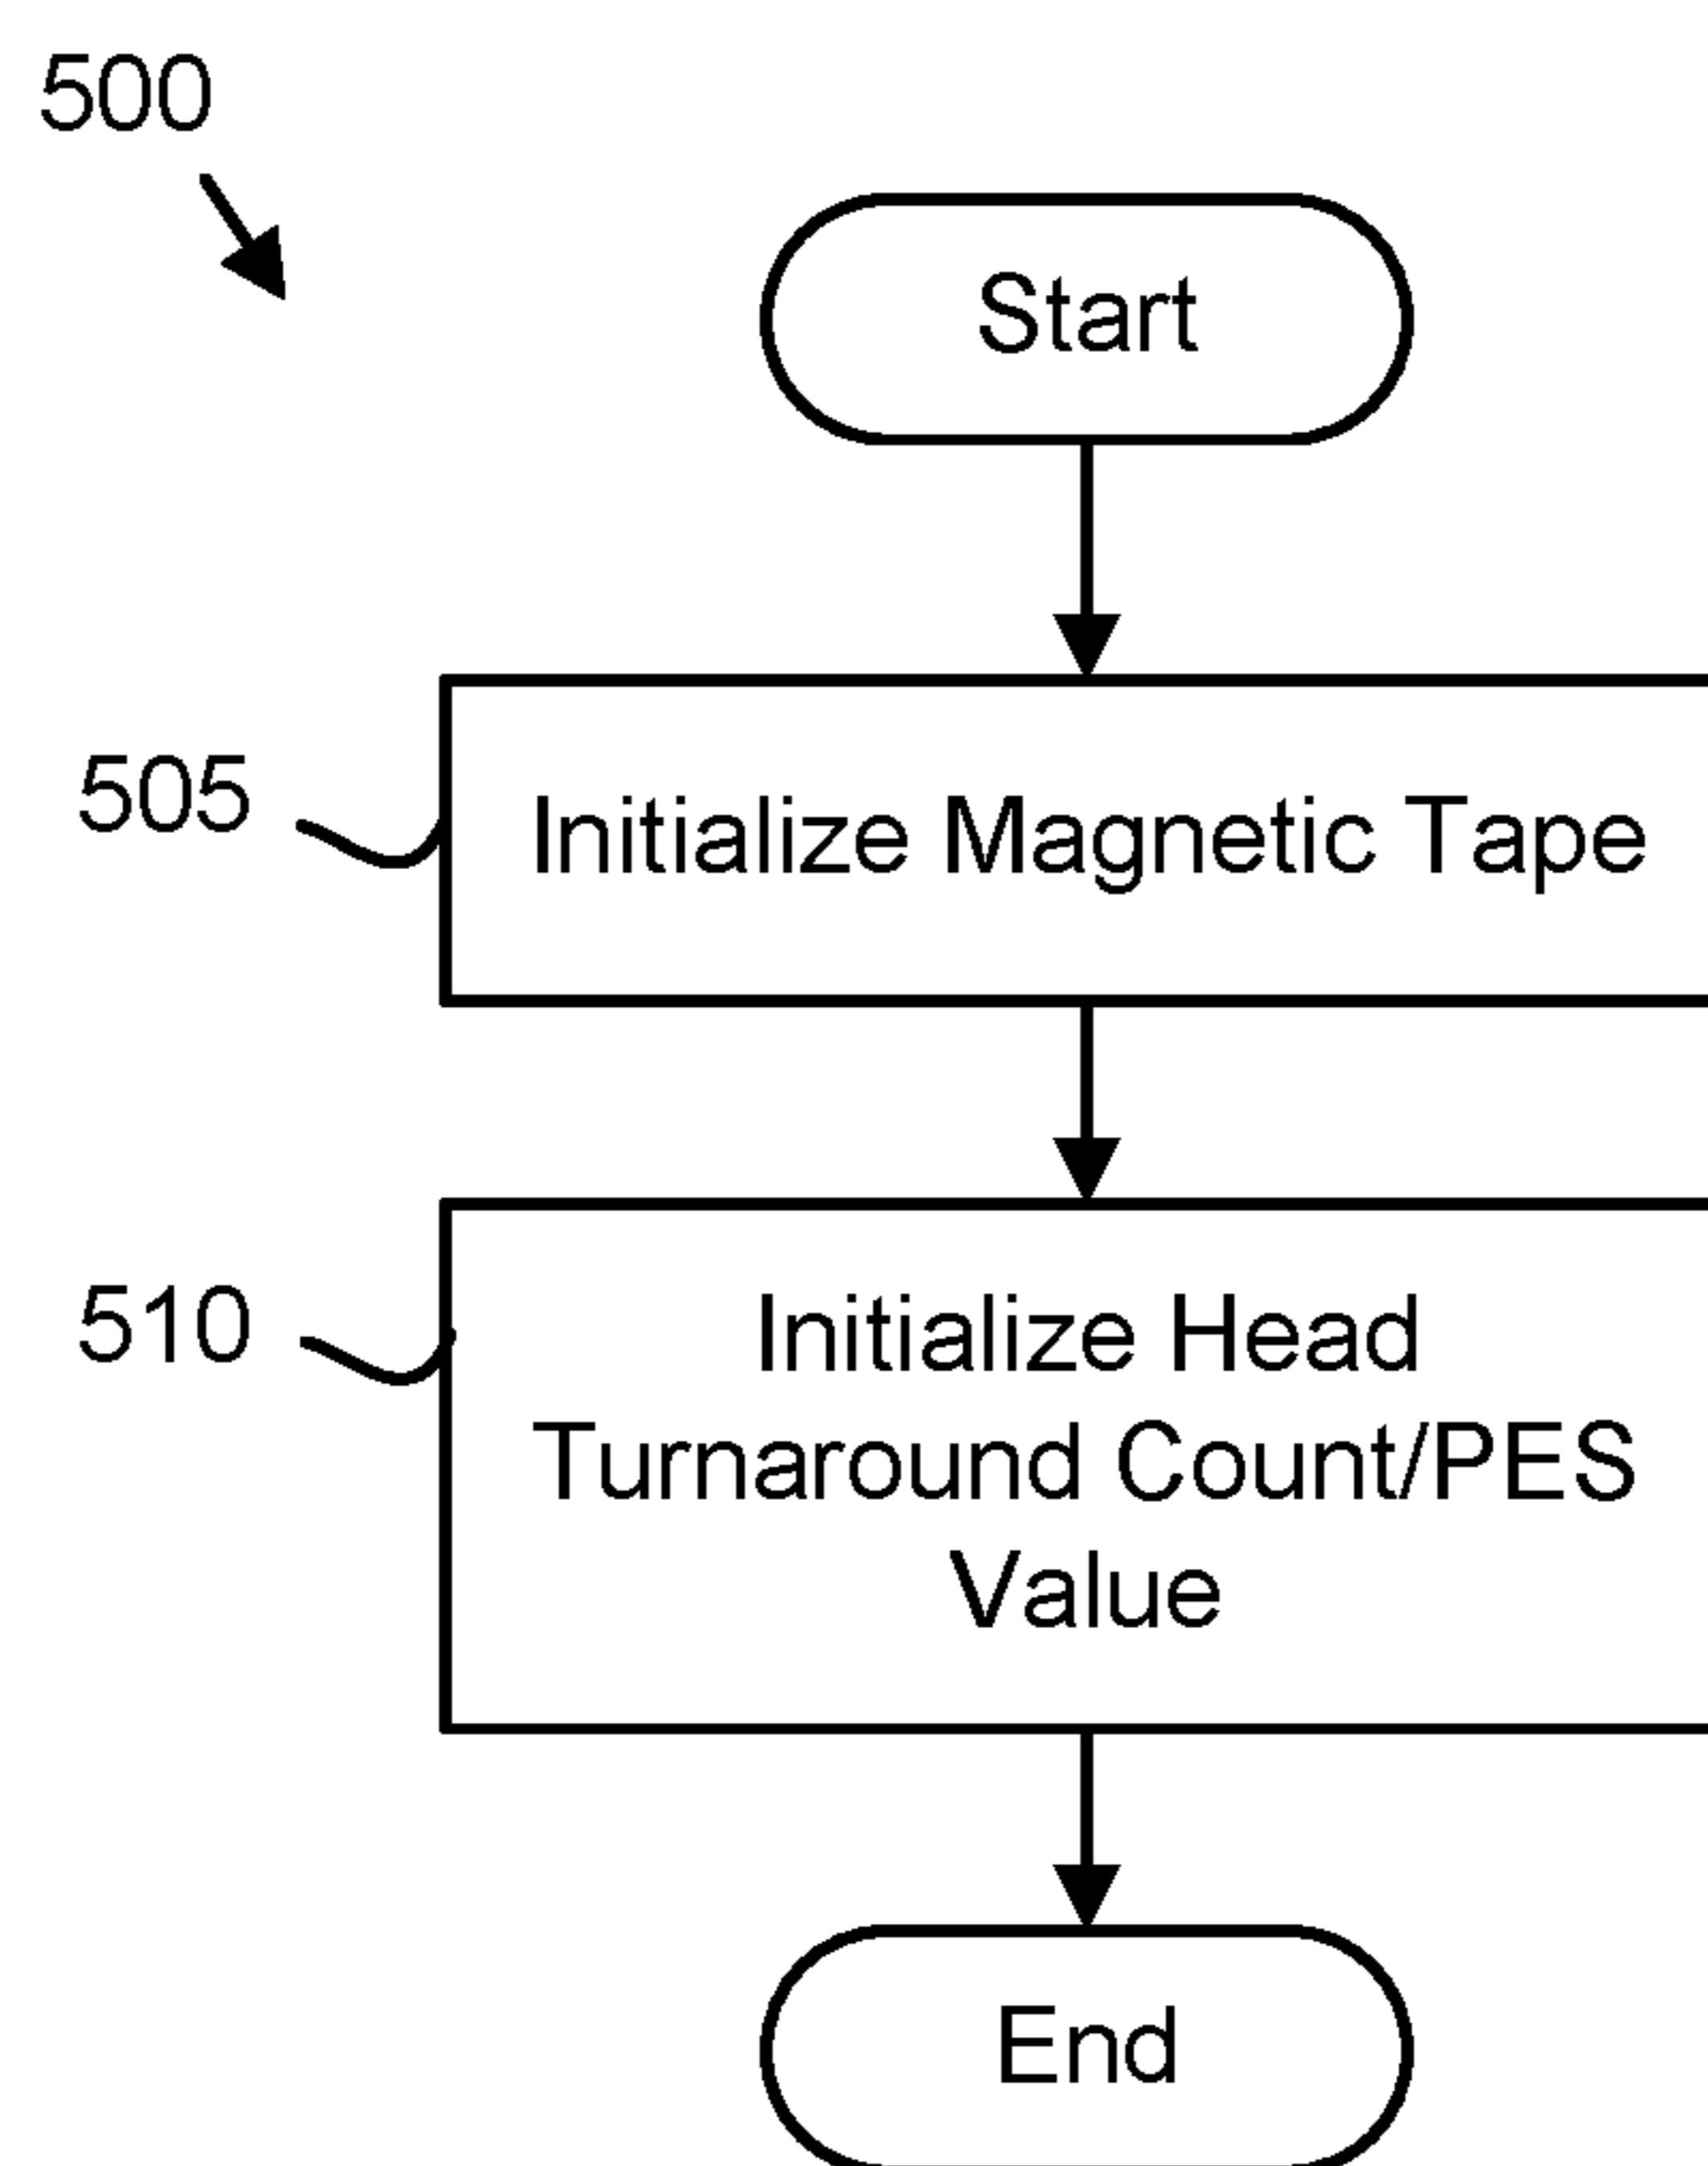 500
Start
505
Initialize Magnetic Tape
510
Initialize Head
Turnaround Count/PES
Value
End